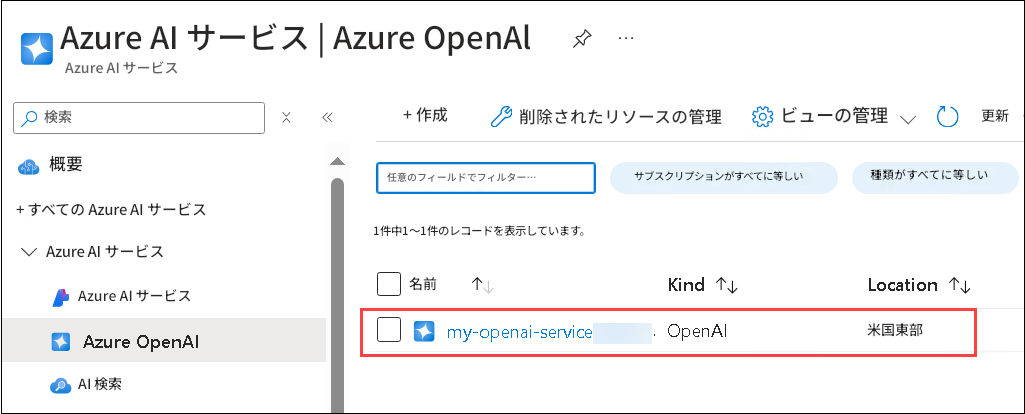 Azure AI サービス | Azure OpenAl
Azure AI サービス
検索
+ 作成
削除されたリソースの管理
ビューの管理
更新
概要
任意のフィールドでフィルター…
サブスクリプションがすべてに等しい
種類がすべてに等しい
+ すべての Azure AI サービス
1件中1～1件のレコードを表示しています。
Azure AI サービス
名前
Kind
Location
Azure AI サービス
my-openai-service
OpenAI
米国東部
Azure OpenAI
AI 検索